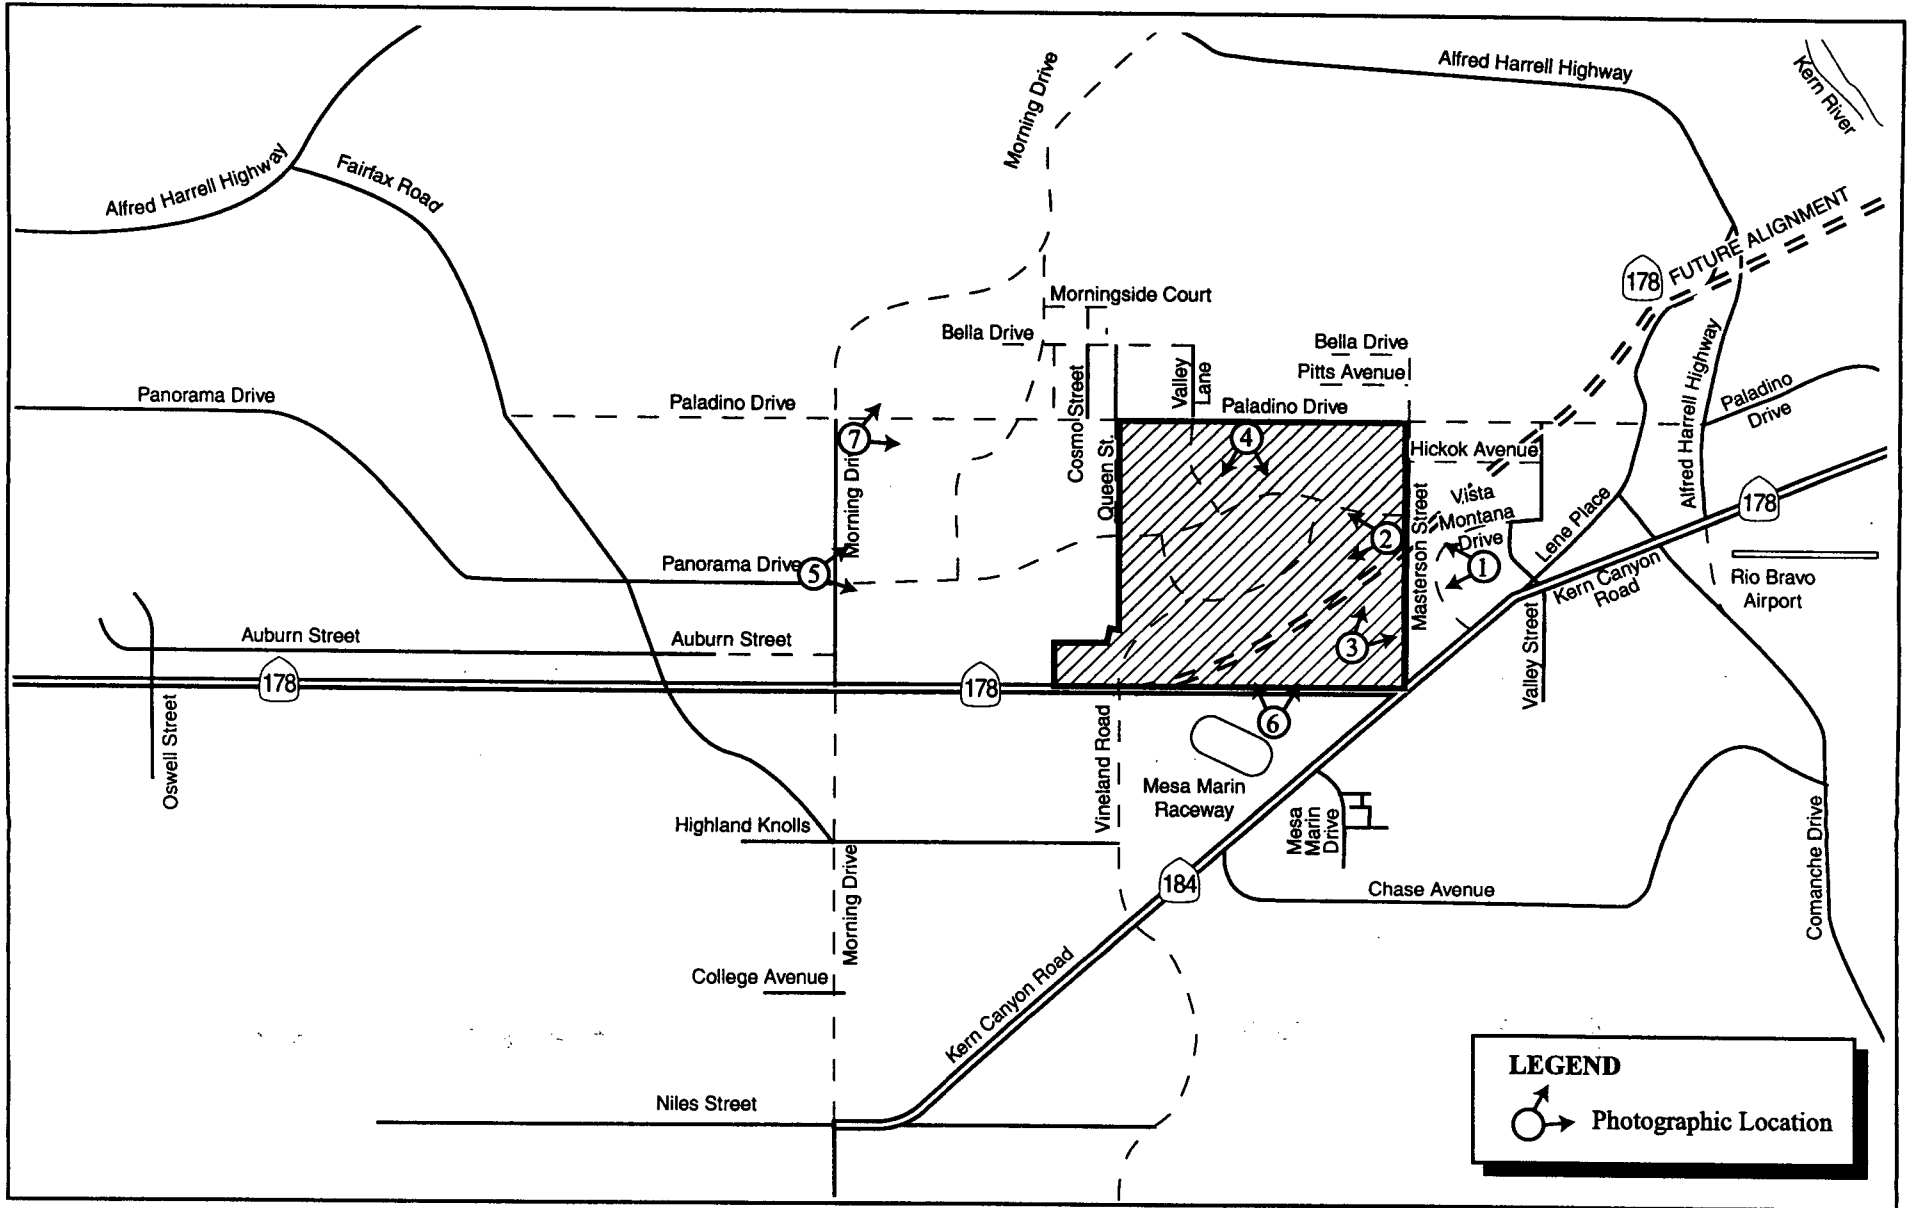 Alfred Harrell Highway
Kern River
Morning Drive
Alfred Harrell Highway
Fairfax Road
FUTURE ALIGNMENT
178
Morningside Court
Bella Drive
Bella Drive
Pitts Avenue
Valley
Lane
Cosmo Street
Alfred Harrell Highway
Panorama Drive
Paladino Drive
Paladino Drive
Paladino
Drive
7
4
Queen St.
Hickok Avenue
Morning Drive
Masterson Street
Vista
Montana
Drive
2
1
Lene Place
178
Panorama Drive
5
Kern Canyon
Road
Rio Bravo
Airport
Auburn Street
Auburn Street
3
Valley Street
178
178
Oswell Street
Vineland Road
6
Mesa Marin
Raceway
Mesa
Marin
Drive
Highland Knolls
184
Chase Avenue
Comanche Drive
Morning Drive
College Avenue
Kern Canyon Road
Niles Street
LEGEND
Photographic Location